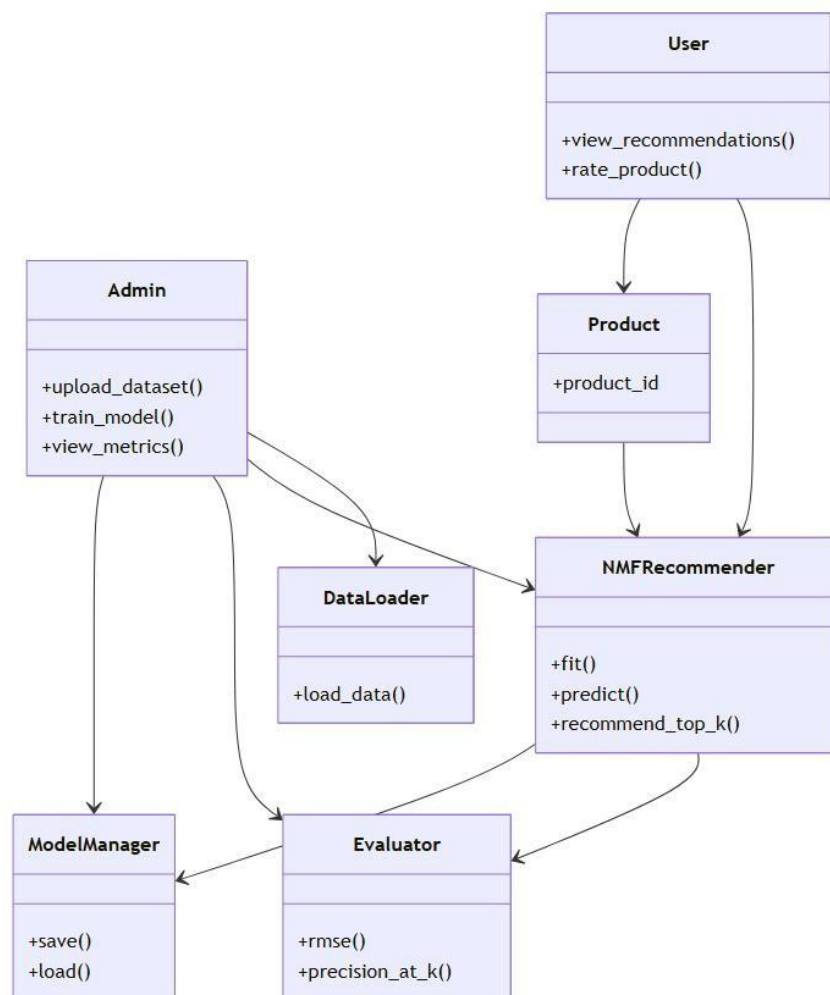 User
+view_recommendations()
+rate_product()
Admin
+upload_dataset()
+train_model()
+view_metrics()
Product
+product_id
DataLoader
+load_data()
NMFRecommender
+fit()
+predict()
+recommend_top_k()
ModelManager
+save()
+load()
Evaluator
+rmse()
+precision_at_k()